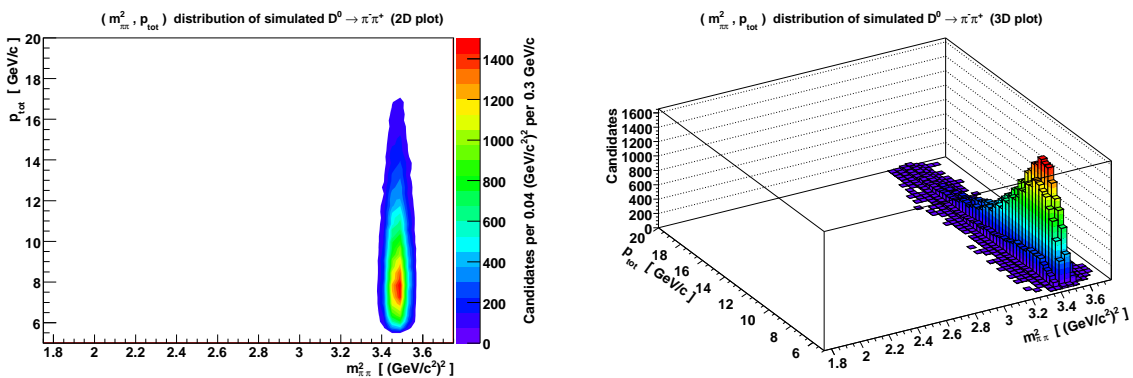 ( m²ππ , ptot ) distribution of simulated D⁰ → π⁻π⁺ (2D plot)
ptot [ GeV/c ]
20
18
16
14
12
10
8
6
1.8 2 2.2 2.4 2.6 2.8 3 3.2 3.4 3.6
m²ππ [ (GeV/c²)² ]
1400
1200
1000
800
600
400
200
0
Candidates per 0.04 (GeV/c²)² per 0.3 GeV/c
( m²ππ , ptot ) distribution of simulated D⁰ → π⁻π⁺ (3D plot)
Candidates
1600
1400
1200
1000
800
600
400
200
0
20 18 16 14 12 10 8 6
ptot [ GeV/c ]
1.8 2 2.2 2.4 2.6 2.8 3 3.2 3.4 3.6
m²ππ [ (GeV/c²)² ]